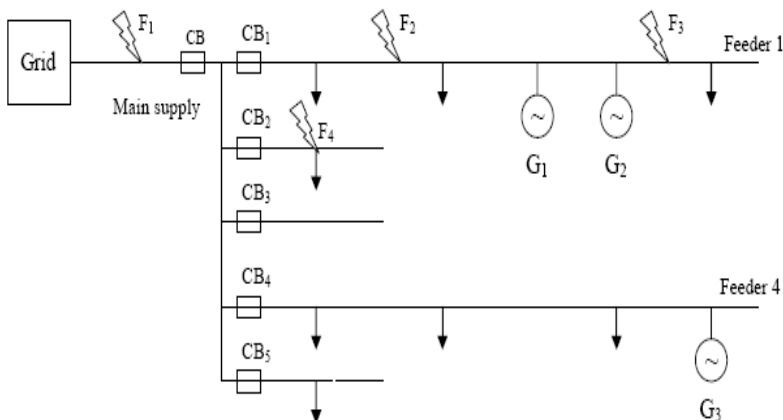 F1
F2
F3
CB
CB1
Feeder 1
Grid
Main supply
CB2
F4
~
~
G1
G2
CB3
CB4
Feeder 4
CB5
~
G3